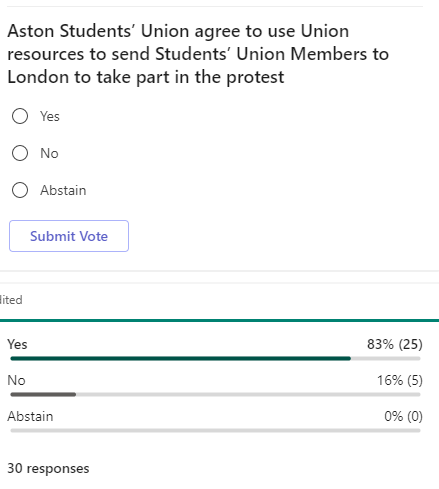 Aston Students’ Union agree to use Union
resources to send Students’ Union Members to
London to take part in the protest
Yes
No
Abstain
Submit Vote
dited
Yes 83% (25)
No 16% (5)
Abstain 0% (0)
30 responses